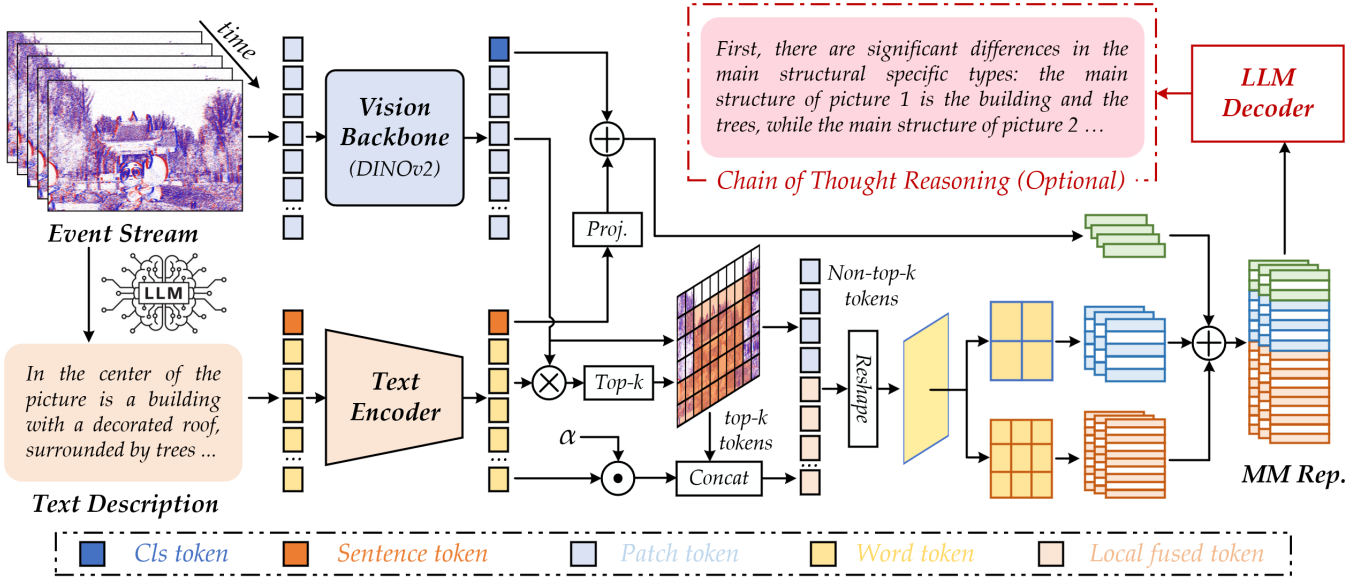 time
Vision
Backbone
(DINOv2)
First, there are significant differences in the
main structural specific types: the main
structure of picture 1 is the building and the
trees, while the main structure of picture 2 ...
Chain of Thought Reasoning (Optional)
LLM
Decoder
Event Stream
LLM
Proj.
Non-top-k
tokens
In the center of the
picture is a building
with a decorated roof,
surrounded by trees ...
Text Description
Text
Encoder
Top-k
α
top-k
tokens
Concat
Reshape
MM Rep.
Cls token
Sentence token
Patch token
Word token
Local fused token